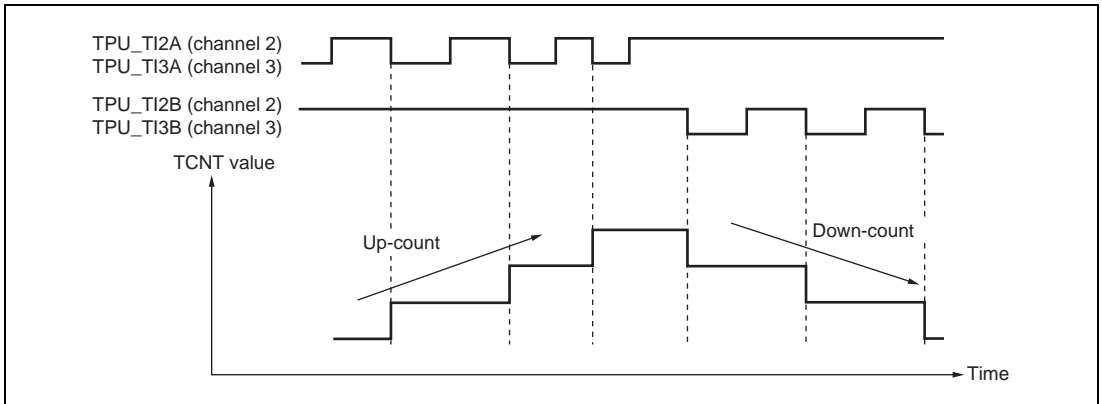 TPU_TI2A (channel 2)
TPU_TI3A (channel 3)
TPU_TI2B (channel 2)
TPU_TI3B (channel 3)
TCNT value
Up-count
Down-count
Time